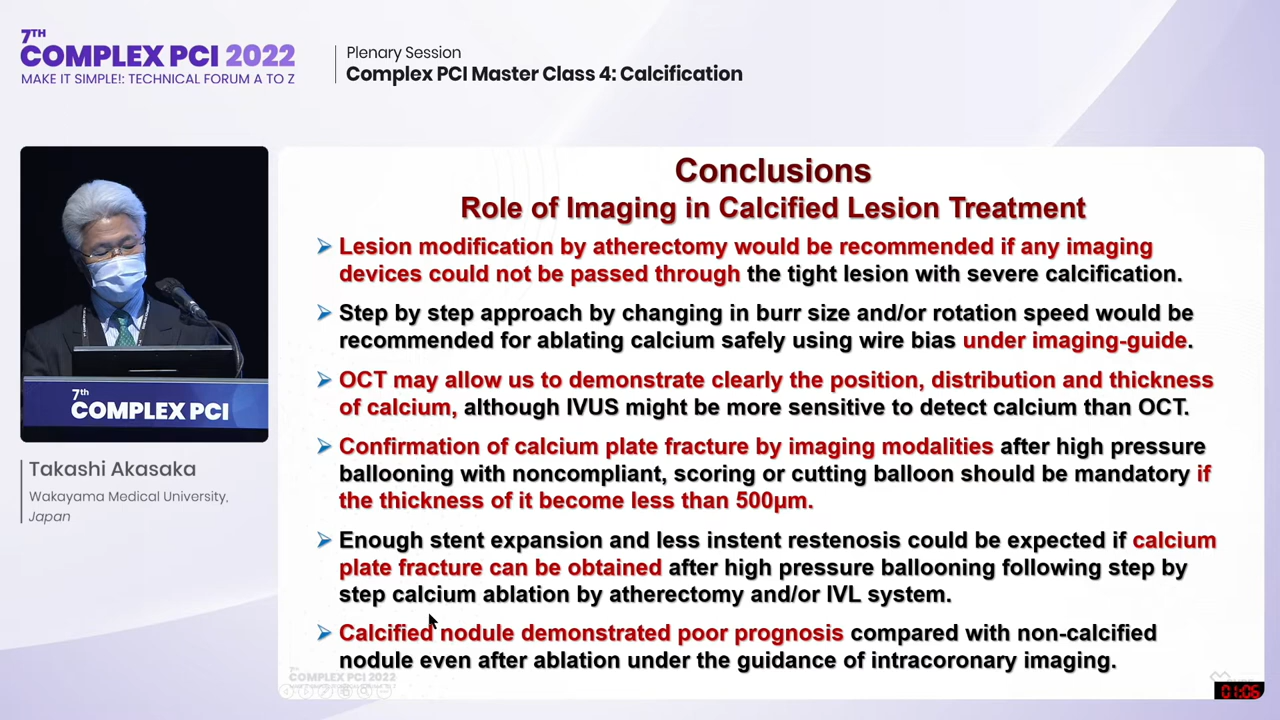 7TH
COMPLEX PCI 2022
MAKE IT SIMPLE!: TECHNICAL FORUM A TO Z
Plenary Session
Complex PCI Master Class 4: Calcification
7th
COMPLEX PCI
Takashi Akasaka
Wakayama Medical University,
Japan
Conclusions
Role of Imaging in Calcified Lesion Treatment
Lesion modification by atherectomy would be recommended if any imaging
devices could not be passed through the tight lesion with severe calcification.
Step by step approach by changing in burr size and/or rotation speed would be
recommended for ablating calcium safely using wire bias under imaging-guide.
OCT may allow us to demonstrate clearly the position, distribution and thickness
of calcium, although IVUS might be more sensitive to detect calcium than OCT.
Confirmation of calcium plate fracture by imaging modalities after high pressure
ballooning with noncompliant, scoring or cutting balloon should be mandatory if
the thickness of it become less than 500μm.
Enough stent expansion and less instent restenosis could be expected if calcium
plate fracture can be obtained after high pressure ballooning following step by
step calcium ablation by atherectomy and/or IVL system.
Calcified nodule demonstrated poor prognosis compared with non-calcified
nodule even after ablation under the guidance of intracoronary imaging.
7TH
COMPLEX PCI 2022
01:06